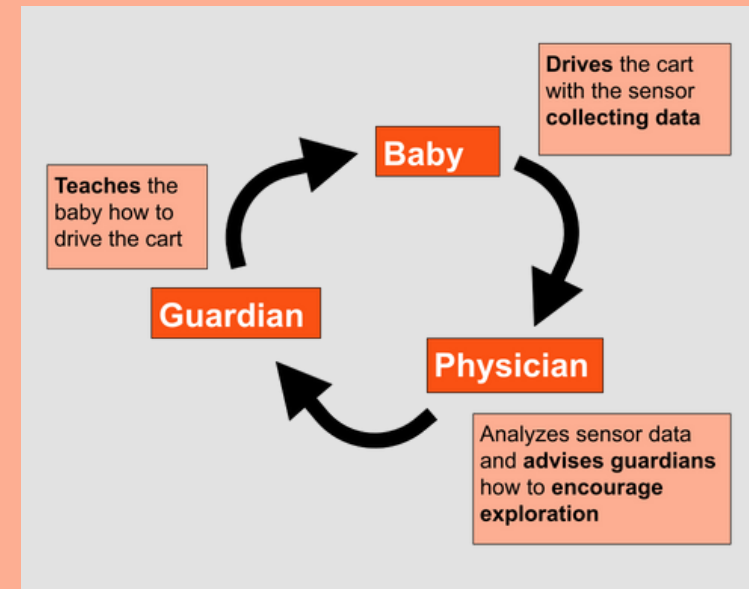 Drives the cart
with the sensor
collecting data
Baby
Teaches the
baby how to
drive the cart
Guardian
Physician
Analyzes sensor data
and advises guardians
how to encourage
exploration